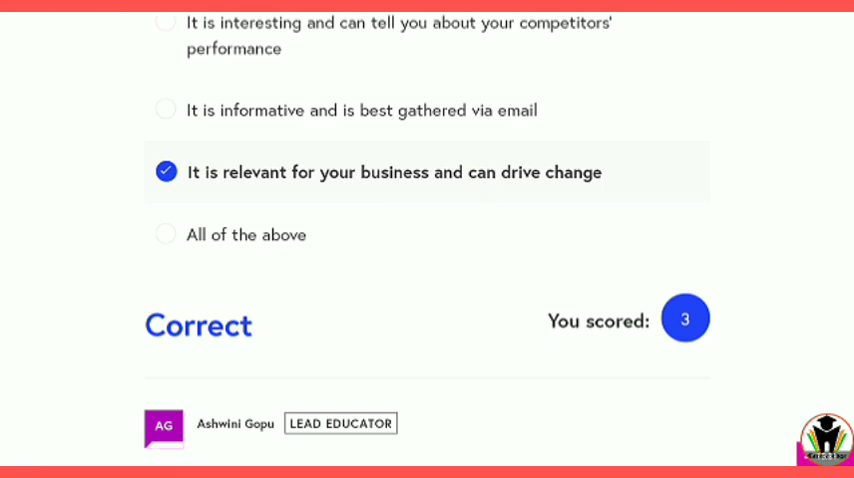 It is interesting and can tell you about your competitors'
performance
It is informative and is best gathered via email
It is relevant for your business and can drive change
All of the above
Correct
You scored: 3
AG Ashwini Gopu LEAD EDUCATOR